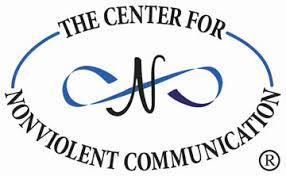 THE CENTER FOR
N
NONVIOLENT COMMUNICATION
®